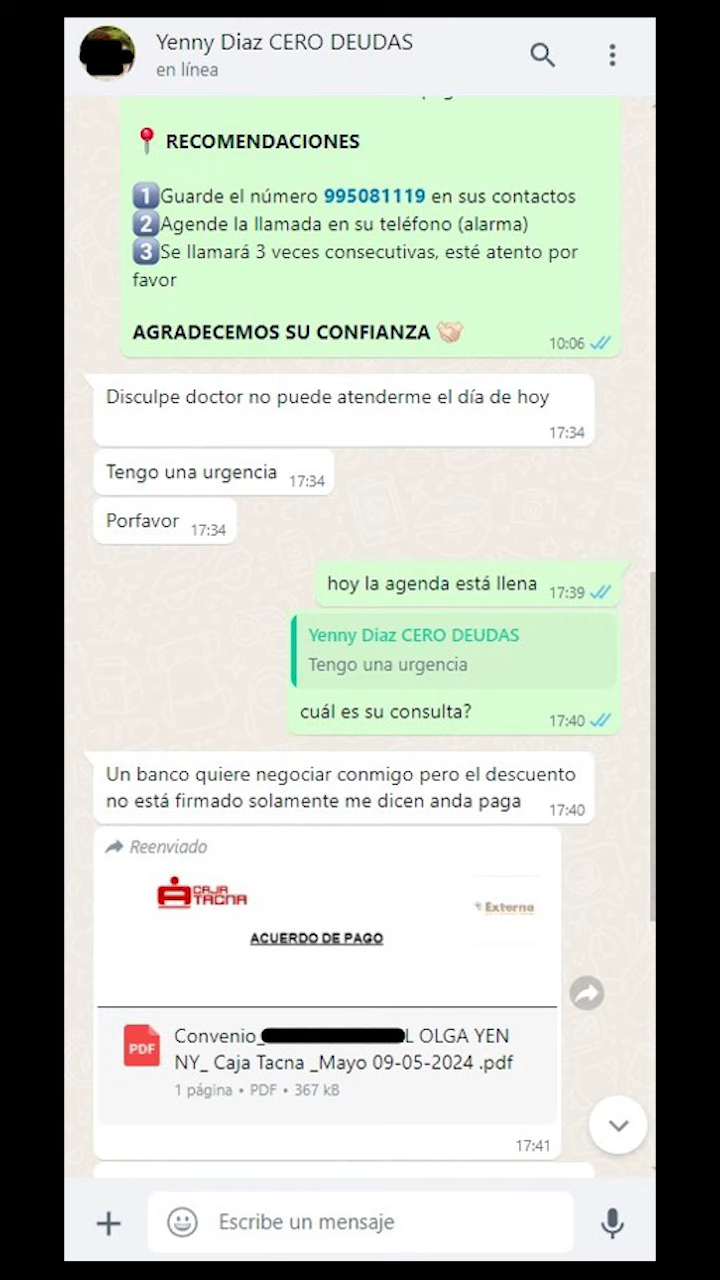 Yenny Diaz CERO DEUDAS
en línea
📍 RECOMENDACIONES
1️⃣Guarde el número 995081119 en sus contactos
2️⃣Agende la llamada en su teléfono (alarma)
3️⃣Se llamará 3 veces consecutivas, esté atento por
favor
AGRADECEMOS SU CONFIANZA 🤝🏻
10:06
Disculpe doctor no puede atenderme el día de hoy
17:34
Tengo una urgencia 17:34
Porfavor 17:34
hoy la agenda está llena 17:39
Yenny Diaz CERO DEUDAS
Tengo una urgencia
cuál es su consulta? 17:40
Un banco quiere negociar conmigo pero el descuento
no está firmado solamente me dicen anda paga 17:40
Reenviado
CAJA
TACNA
Externa
ACUERDO DE PAGO
PDF
Convenio_ L OLGA YEN
NY_ Caja Tacna _Mayo 09-05-2024 .pdf
1 página • PDF • 367 kB
17:41
Escribe un mensaje